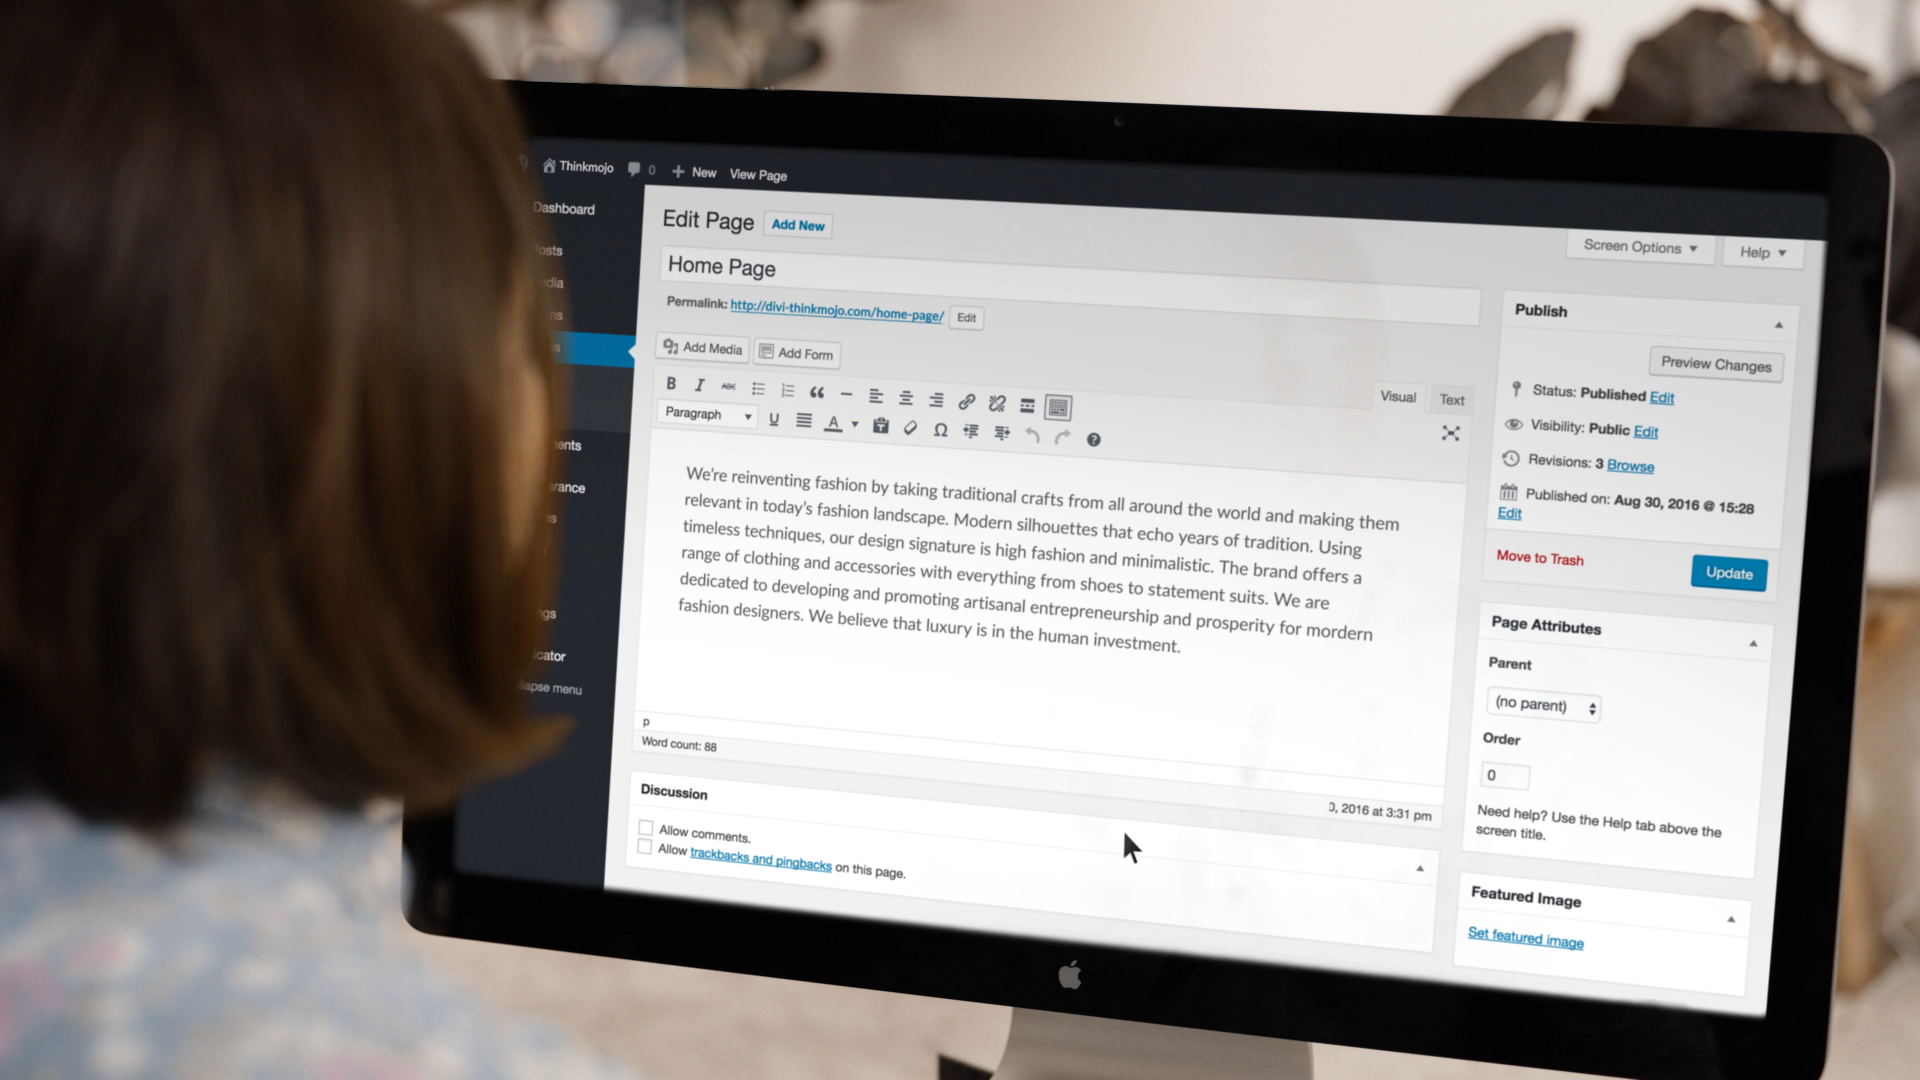 Thinkmojo 0 New View Page
Dashboard
Edit Page Add New
Screen Options Help
Home Page
Permalink: http://divi-thinkmojo.com/home-page/ Edit
Add Media Add Form
B I ABC
Visual Text
Paragraph U A Ω
We're reinventing fashion by taking traditional crafts from all around the world and making them
relevant in today's fashion landscape. Modern silhouettes that echo years of tradition. Using
timeless techniques, our design signature is high fashion and minimalistic. The brand offers a
range of clothing and accessories with everything from shoes to statement suits. We are
dedicated to developing and promoting artisanal entrepreneurship and prosperity for mordern
fashion designers. We believe that luxury is in the human investment.
p
Word count: 88
, 2016 at 3:31 pm
Discussion
Allow comments.
Allow trackbacks and pingbacks on this page.
Publish
Preview Changes
Status: Published Edit
Visibility: Public Edit
Revisions: 3 Browse
Published on: Aug 30, 2016 @ 15:28
Edit
Move to Trash Update
Page Attributes
Parent
(no parent)
Order
0
Need help? Use the Help tab above the
screen title.
Featured Image
Set featured image
menu